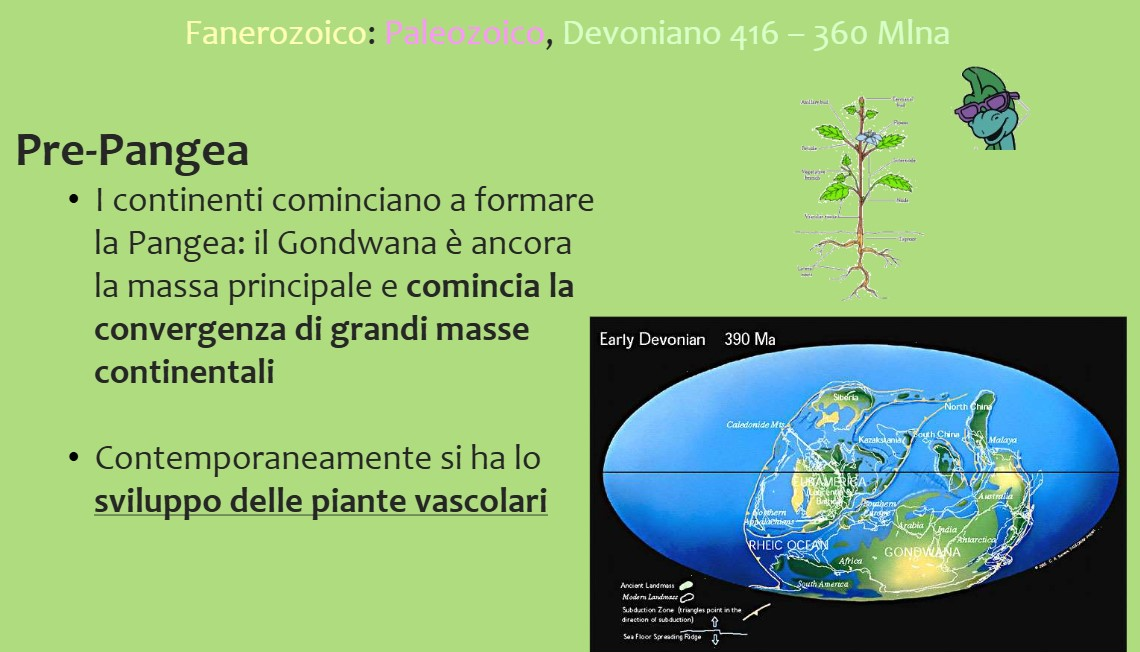 Fanerozoico: Paleozoico, Devoniano 416 – 360 Mlna
Pre-Pangea
• I continenti cominciano a formare
la Pangea: il Gondwana è ancora
la massa principale e comincia la
convergenza di grandi masse
continentali
• Contemporaneamente si ha lo
sviluppo delle piante vascolari
Flower
Node
Early Devonian 390 Ma
Siberia
North China
Caledonide Mts.
South China
Kazakstania
Malaya
EURAMERICA
Australia
Southern
Europe
Northern
Appalachians
Arabia
India
Antarctica
RHEIC OCEAN
GONDWANA
Africa
South America
Ancient Landmass
Modern Landmass
Subduction Zone (triangles point in the
direction of subduction)
Sea Floor Spreading Ridge